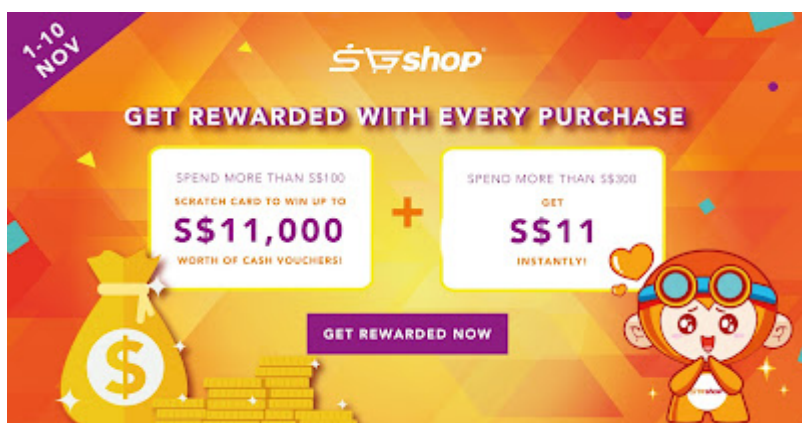 1-10
NOV
SGshop
GET REWARDED WITH EVERY PURCHASE
SPEND MORE THAN S$100
SCRATCH CARD TO WIN UP TO
S$11,000
WORTH OF CASH VOUCHERS!
+
SPEND MORE THAN S$300
GET
S$11
INSTANTLY!
GET REWARDED NOW
$